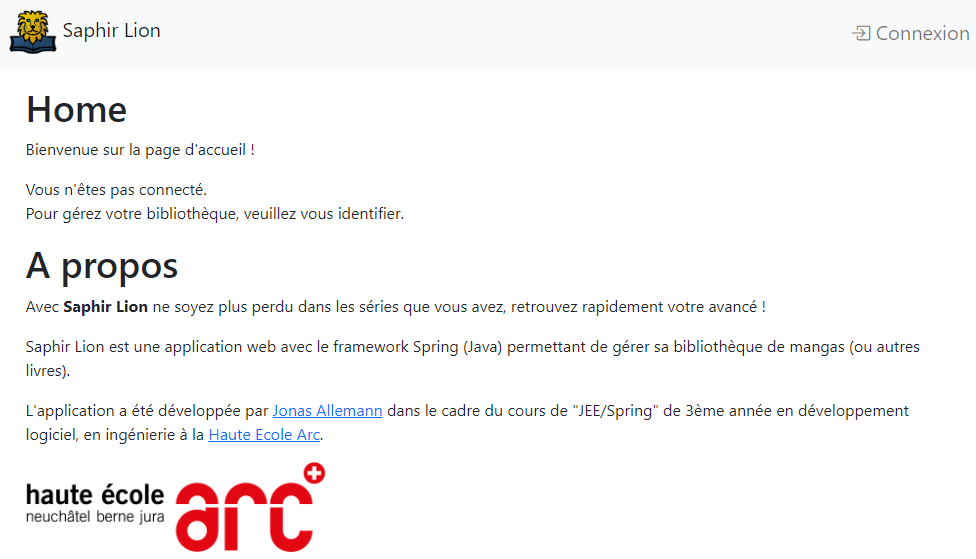 Saphir Lion
Connexion
Home
Bienvenue sur la page d'accueil !
Vous n'êtes pas connecté.
Pour gérez votre bibliothèque, veuillez vous identifier.
A propos
Avec Saphir Lion ne soyez plus perdu dans les séries que vous avez, retrouvez rapidement votre avancé !
Saphir Lion est une application web avec le framework Spring (Java) permettant de gérer sa bibliothèque de mangas (ou autres
livres).
L'application a été développée par Jonas Allemann dans le cadre du cours de "JEE/Spring" de 3ème année en développement
logiciel, en ingénierie à la Haute Ecole Arc.
haute école
neuchâtel berne jura
arc